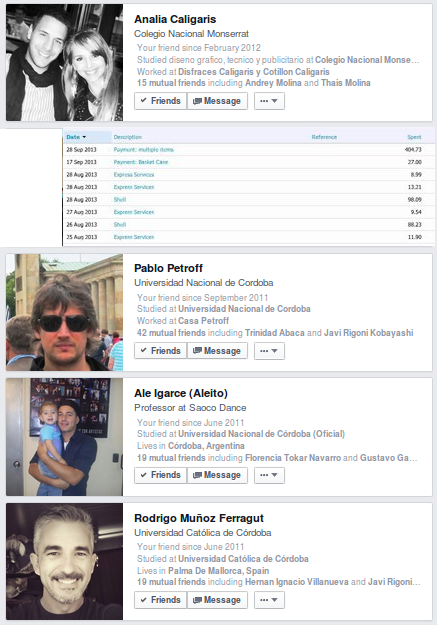 Analia Caligaris
Colegio Nacional Monserrat
Your friend since February 2012
Studied diseno grafico, tecnico y publicitario at Colegio Nacional Monse...
Worked at Disfraces Caligaris y Cotillon Caligaris
15 mutual friends including Andrey Molina and Thais Molina
Friends Message
Date Description Reference Spent
28 Sep 2013 Payment: multiple items 404.73
17 Sep 2013 Payment: Barket Care 27.00
28 Aug 2013 Express Services 8.99
28 Aug 2013 Express Services 13.21
28 Aug 2013 Shell 98.09
27 Aug 2013 Express Services 9.54
26 Aug 2013 Shell 88.23
25 Aug 2013 Express Services 11.90
Pablo Petroff
Universidad Nacional de Cordoba
Your friend since September 2011
Studied at Universidad Nacional de Cordoba
Worked at Casa Petroff
42 mutual friends including Trinidad Abaca and Javi Rigoni Kobayashi
Friends Message
Ale Igarce (Aleito)
Professor at Saoco Dance
Your friend since June 2011
Studied at Universidad Nacional de Córdoba (Oficial)
Lives in Córdoba, Argentina
19 mutual friends including Florencia Tokar Navarro and Gustavo Ga...
Friends Message
Rodrigo Muñoz Ferragut
Universidad Católica de Córdoba
Your friend since June 2011
Studied at Universidad Católica de Córdoba
Lives in Palma De Mallorca, Spain
19 mutual friends including Hernan Ignacio Villanueva and Javi Rigoni...
Friends Message